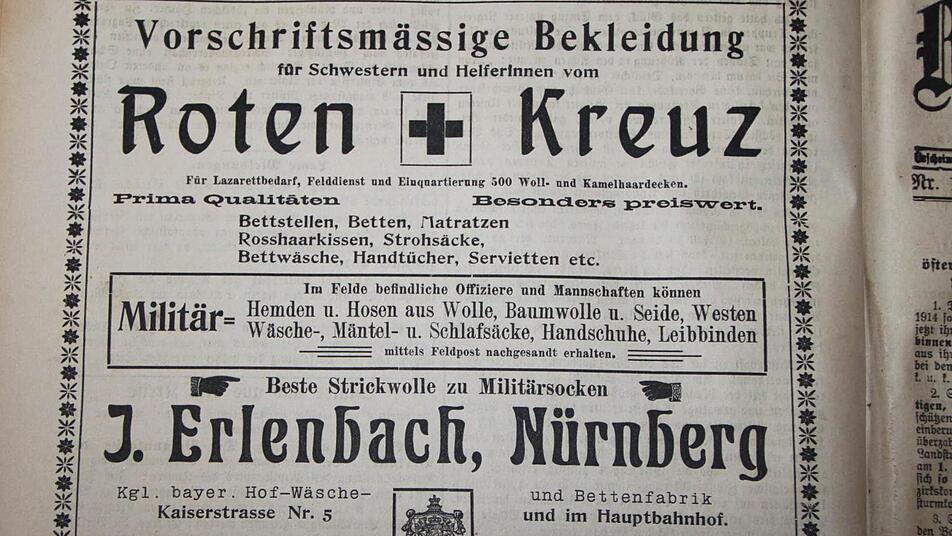 Vorschriftsmässige Bekleidung
für Schwestern und HelferInnen vom
Roten Kreuz
Für Lazarettbedarf, Felddienst und Einquartierung 500 Woll- und Kamelhaardecken.
Prima Qualitäten Besonders preiswert.
Bettstellen, Betten, Matratzen
Rosshaarkissen, Strohsäcke,
Bettwäsche, Handtücher, Servietten etc.
Im Felde befindliche Offiziere und Mannschaften können
Militär= Hemden u. Hosen aus Wolle, Baumwolle u. Seide, Westen
Wäsche-, Mäntel- u. Schlafsäcke, Handschuhe, Leibbinden
mittels Feldpost nachgesandt erhalten.
Beste Strickwolle zu Militärsocken
J. Erlenbach, Nürnberg
Kgl. bayer. Hof-Wäsche- und Bettenfabrik
Kaiserstrasse Nr. 5 und im Hauptbahnhof.
Nr.
1914